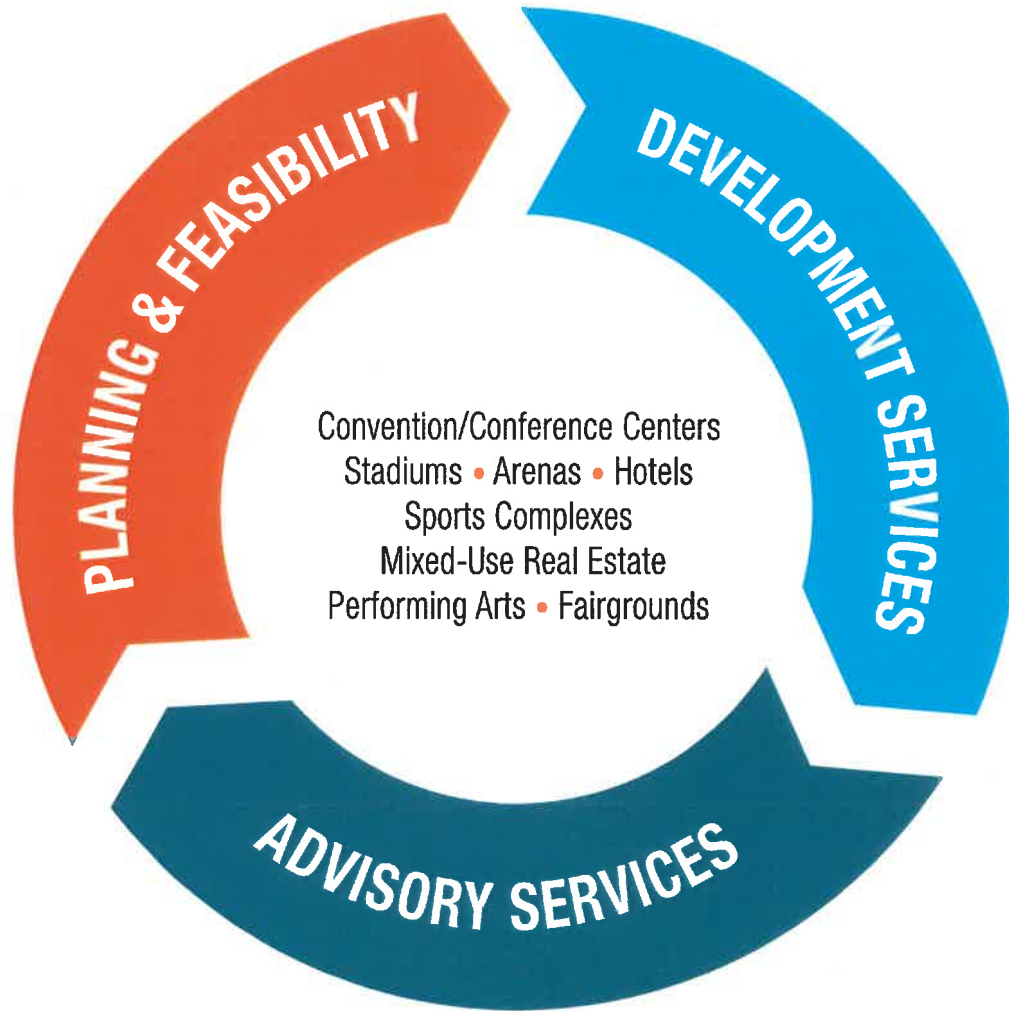 PLANNING & FEASIBILITY
DEVELOPMENT SERVICES
Convention/Conference Centers
Stadiums • Arenas • Hotels
Sports Complexes
Mixed-Use Real Estate
Performing Arts • Fairgrounds
ADVISORY SERVICES